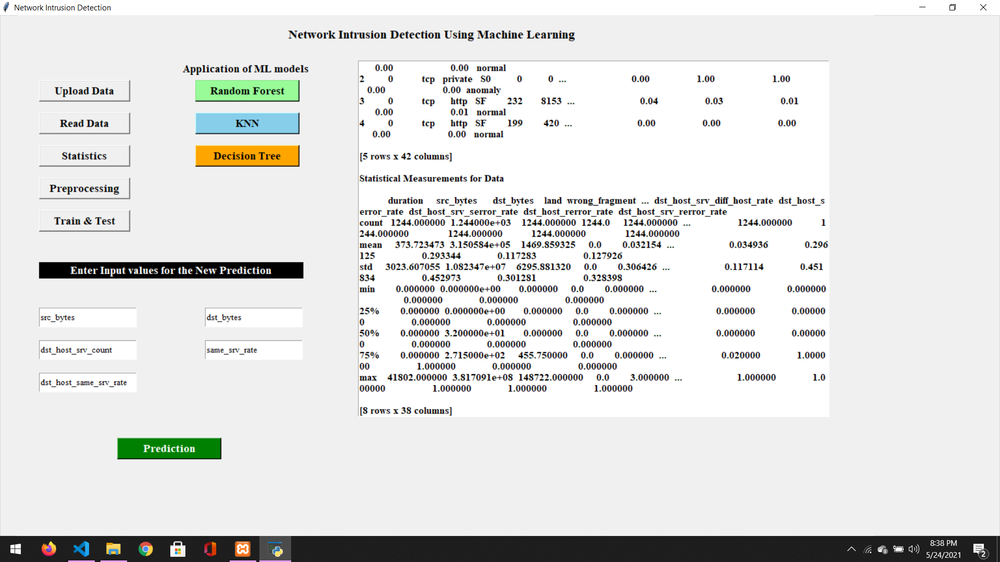 Network Intrusion Detection
Network Intrusion Detection Using Machine Learning
Application of ML models
Upload Data
Random Forest
Read Data
KNN
Statistics
Decision Tree
Preprocessing
Train & Test
Enter Input values for the New Prediction
src_bytes
dst_bytes
dst_host_srv_count
same_srv_rate
dst_host_same_srv_rate
Prediction
0.00 0.00 normal
2 0 tcp private S0 0 0 ... 0.00 1.00 1.00
0.00 0.00 anomaly
3 0 tcp http SF 232 8153 ... 0.04 0.03 0.01
0.00 0.01 normal
4 0 tcp http SF 199 420 ... 0.00 0.00 0.00
0.00 0.00 normal
[5 rows x 42 columns]
Statistical Measurements for Data
duration src_bytes dst_bytes land wrong_fragment ... dst_host_srv_diff_host_rate dst_host_s
error_rate dst_host_srv_serror_rate dst_host_rerror_rate dst_host_srv_rerror_rate
count 1244.000000 1.244000e+03 1244.000000 1244.0 1244.000000 ... 1244.000000 1
244.000000 1244.000000 1244.000000 1244.000000
mean 373.723473 3.150584e+05 1469.859325 0.0 0.032154 ... 0.034936 0.296
125 0.293344 0.117283 0.127926
std 3023.607055 1.082347e+07 6295.881320 0.0 0.306426 ... 0.117114 0.451
834 0.452973 0.301281 0.328398
min 0.000000 0.000000e+00 0.000000 0.0 0.000000 ... 0.000000 0.000000
0.000000 0.000000 0.000000
25% 0.000000 0.000000e+00 0.000000 0.0 0.000000 ... 0.000000 0.00000
0 0.000000 0.000000 0.000000
50% 0.000000 3.200000e+01 0.000000 0.0 0.000000 ... 0.000000 0.00000
0 0.000000 0.000000 0.000000
75% 0.000000 2.715000e+02 455.750000 0.0 0.000000 ... 0.020000 1.0000
00 1.000000 0.000000 0.000000
max 41802.000000 3.817091e+08 148722.000000 0.0 3.000000 ... 1.000000 1.0
00000 1.000000 1.000000 1.000000
[8 rows x 38 columns]
8:38 PM
5/24/2021
2